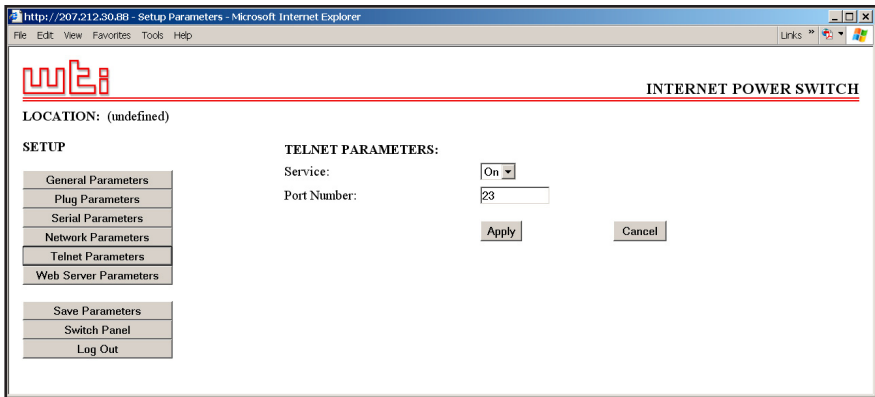 http://207.212.30.88 - Setup Parameters - Microsoft Internet Explorer
File Edit View Favorites Tools Help Links »
wti
INTERNET POWER SWITCH
LOCATION: (undefined)
SETUP
General Parameters
Plug Parameters
Serial Parameters
Network Parameters
Telnet Parameters
Web Server Parameters
Save Parameters
Switch Panel
Log Out
TELNET PARAMETERS:
Service: On
Port Number: 23
Apply Cancel